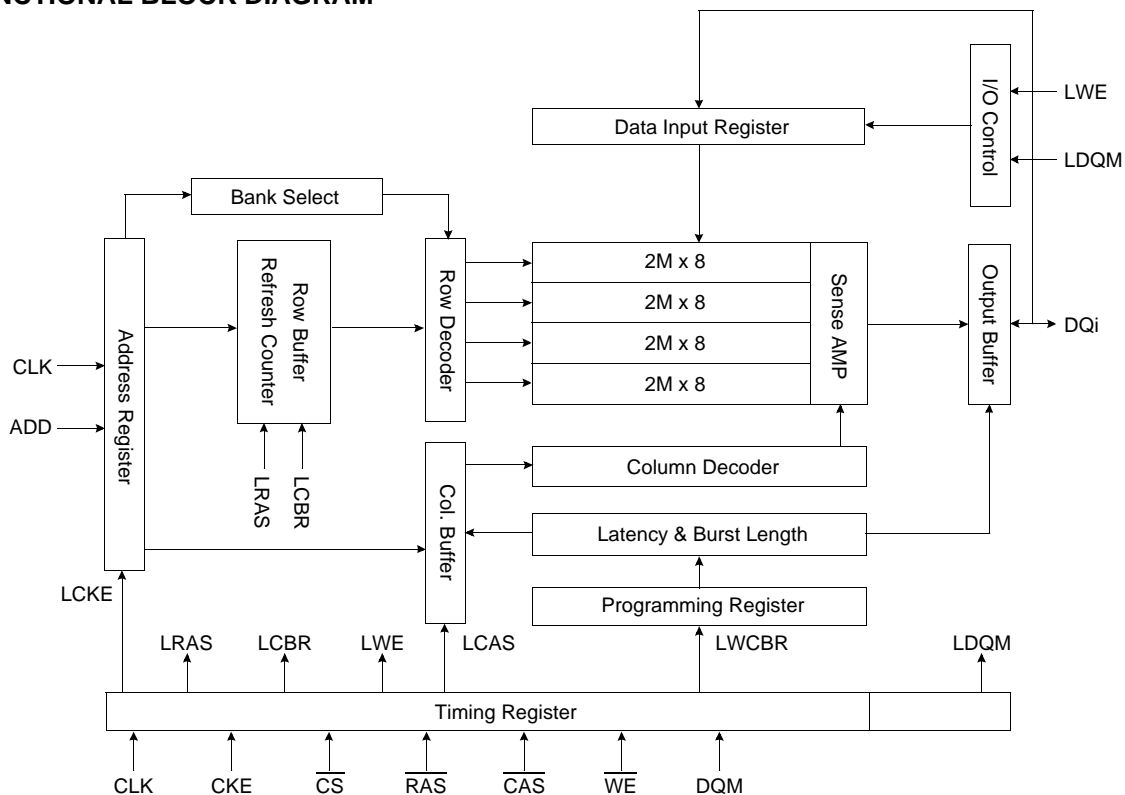 NCTIONAL BLOCK DIAGRAM
I/O Control
LWE
LDQM
Data Input Register
Bank Select
CLK
ADD
Address Register
Row Buffer
Refresh Counter
LRAS
LCBR
Row Decoder
2M x 8
2M x 8
2M x 8
2M x 8
Sense AMP
Output Buffer
DQi
Col. Buffer
Column Decoder
Latency & Burst Length
Programming Register
LCKE
LRAS
LCBR
LWE
LCAS
LWCBR
LDQM
Timing Register
CLK
CKE
CS
RAS
CAS
WE
DQM